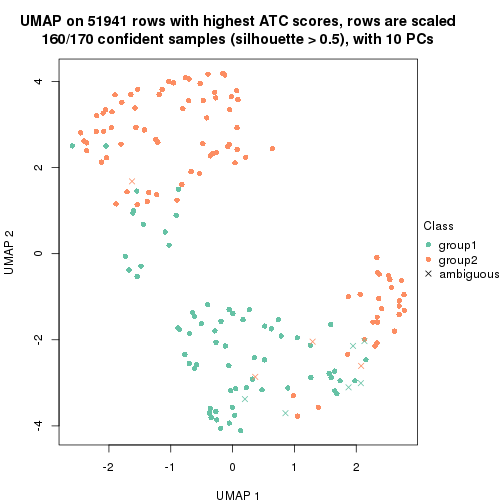 UMAP on 51941 rows with highest ATC scores, rows are scaled
160/170 confident samples (silhouette > 0.5), with 10 PCs
4
2
0
-2
-4
UMAP 2
-2
-1
0
1
2
UMAP 1
Class
group1
group2
ambiguous